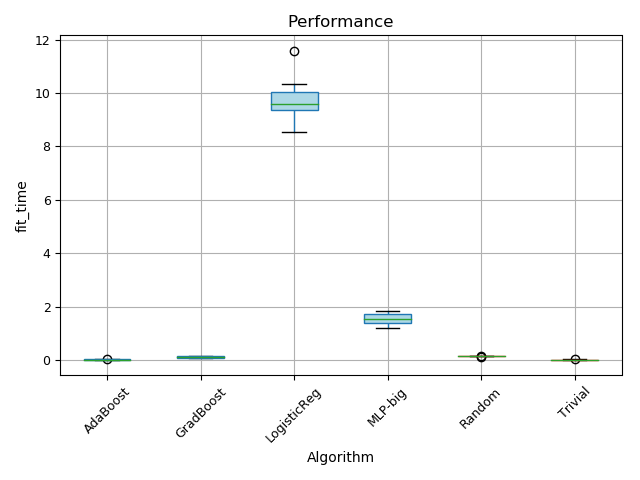 Performance
12
10
8
6
4
2
0
fit_time
AdaBoost
GradBoost
LogisticReg
MLP-big
Random
Trivial
Algorithm